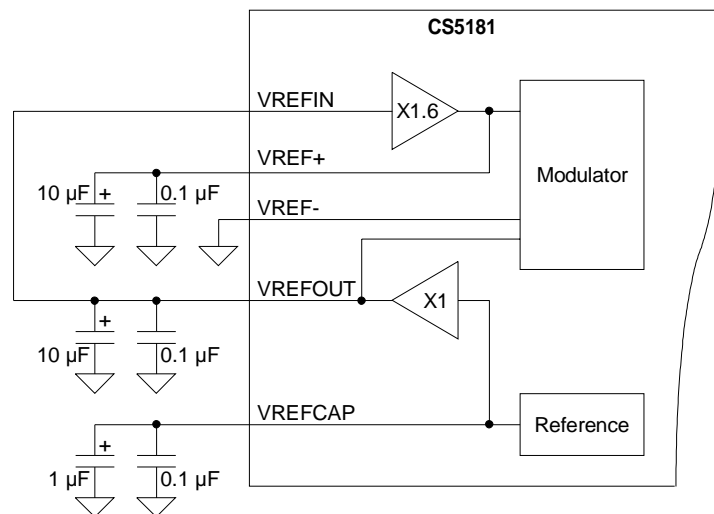 CS5181
VREFIN
X1.6
VREF+
10 µF
+
0.1 µF
Modulator
VREF-
VREFOUT
X1
+
10 µF
0.1 µF
VREFCAP
Reference
+
1 µF
0.1 µF